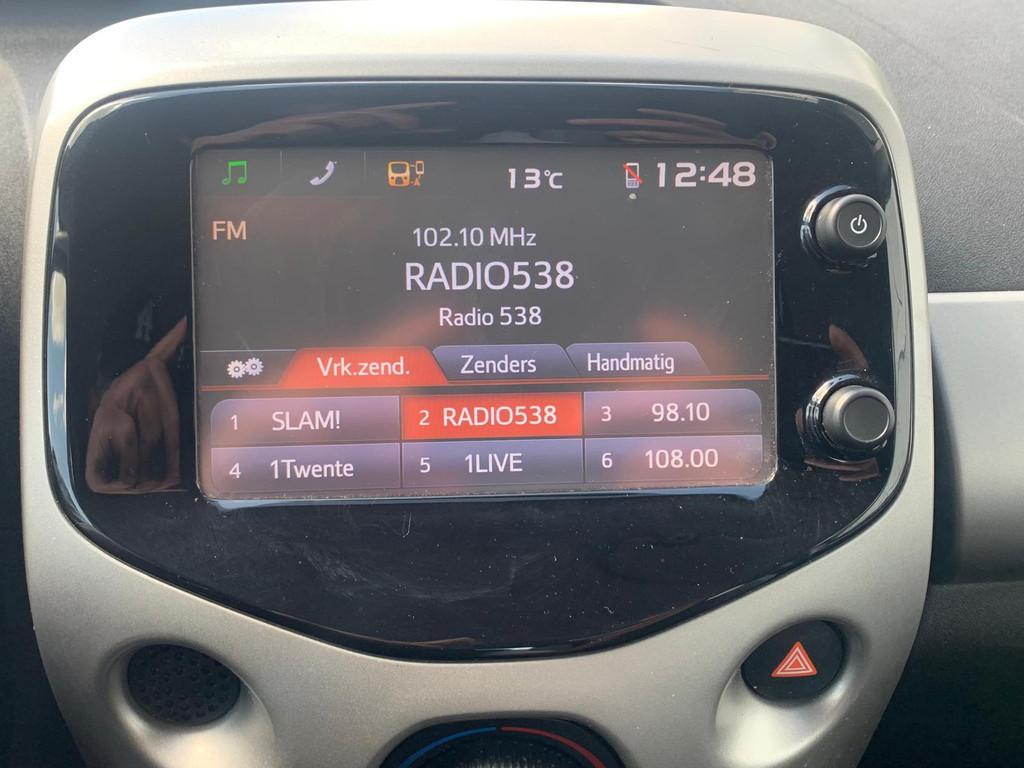 13°C 12:48
FM
102.10 MHz
RADIO538
Radio 538
Vrk.zend. Zenders Handmatig
1 SLAM! 2 RADIO538 3 98.10
4 1Twente 5 1LIVE 6 108.00